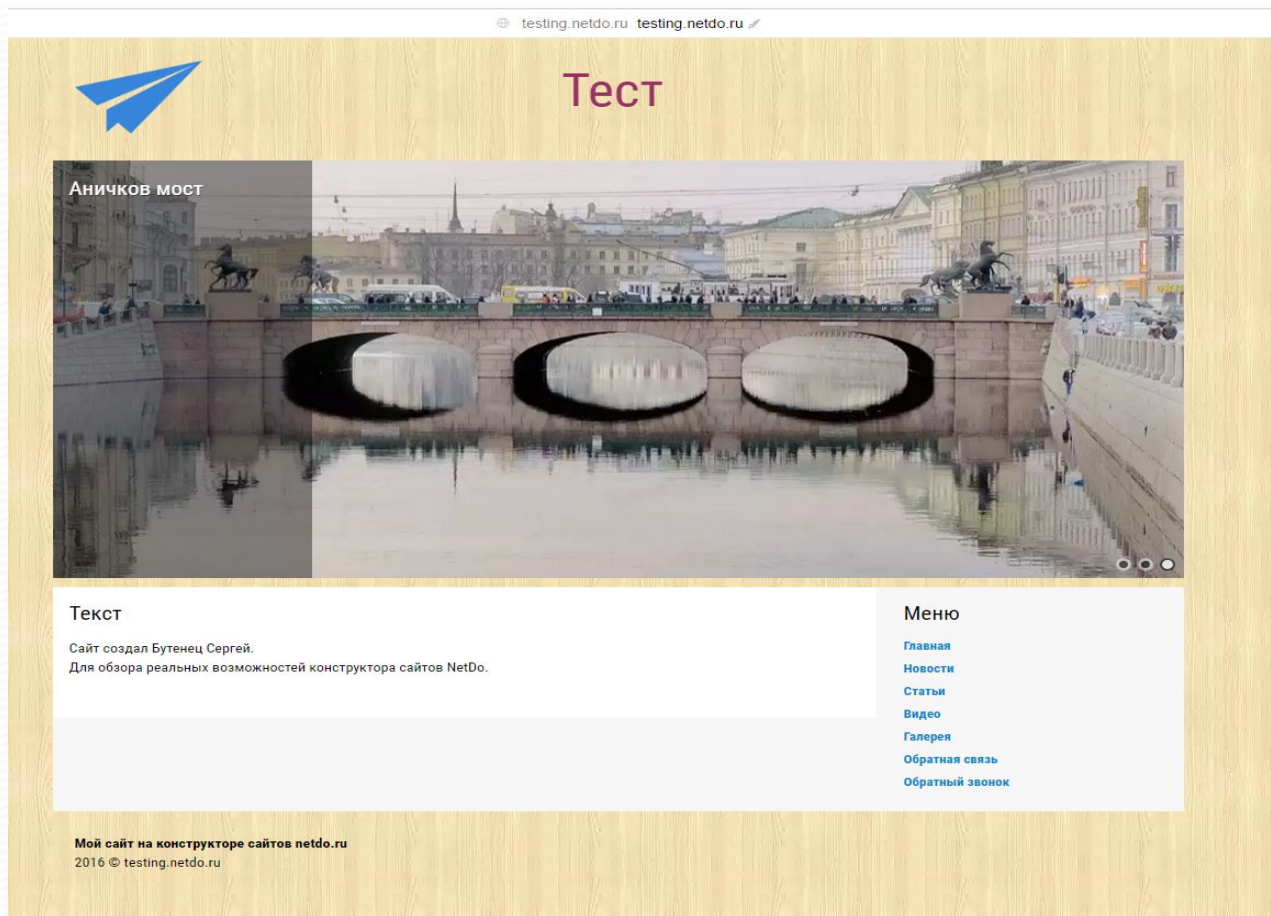 testing.netdo.ru testing.netdo.ru
Тест
Аничков мост
Текст
Сайт создал Бутенец Сергей.
Для обзора реальных возможностей конструктора сайтов NetDo.
Меню
Главная
Новости
Статьи
Видео
Галерея
Обратная связь
Обратный звонок
Мой сайт на конструкторе сайтов netdo.ru
2016 © testing.netdo.ru